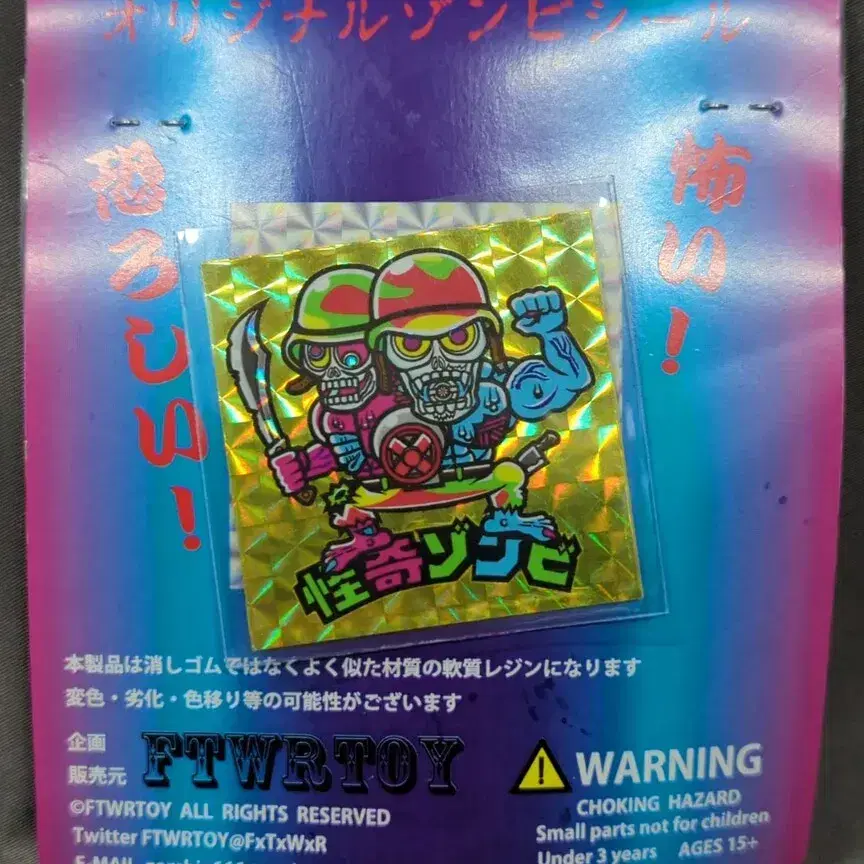 オリジナルゾンビシール
恐ろしい!
怖い!
怪奇ゾンビ
本製品は消しゴムではなくよく似た材質の軟質レジンになります
変色・劣化・色移り等の可能性がございます
企画
販売元
FTWRTOY
©FTWRTOY ALL RIGHTS RESERVED
Twitter FTWRTOY@FxTxWxR
E-MAIL
WARNING
CHOKING HAZARD
Small parts not for children
Under 3 years AGES 15+